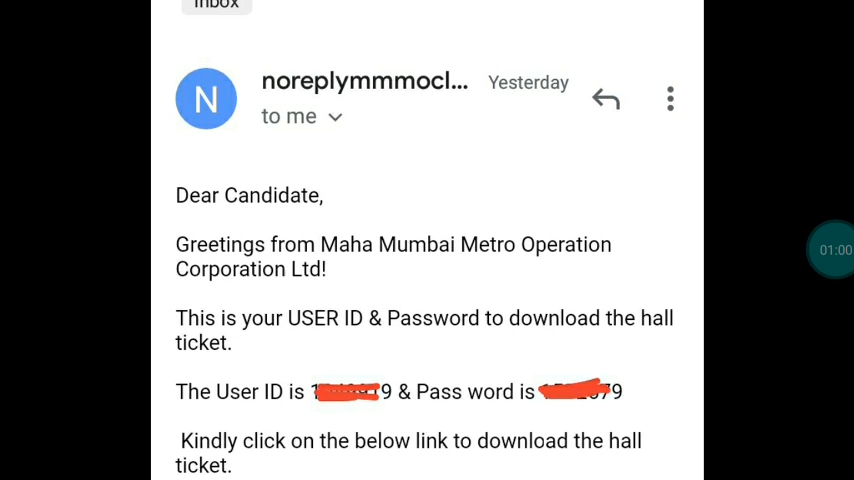 Inbox
N
noreplymmmocl... Yesterday
to me
Dear Candidate,
Greetings from Maha Mumbai Metro Operation
Corporation Ltd!
This is your USER ID & Password to download the hall
ticket.
The User ID is & Pass word is
Kindly click on the below link to download the hall
ticket.
01:00